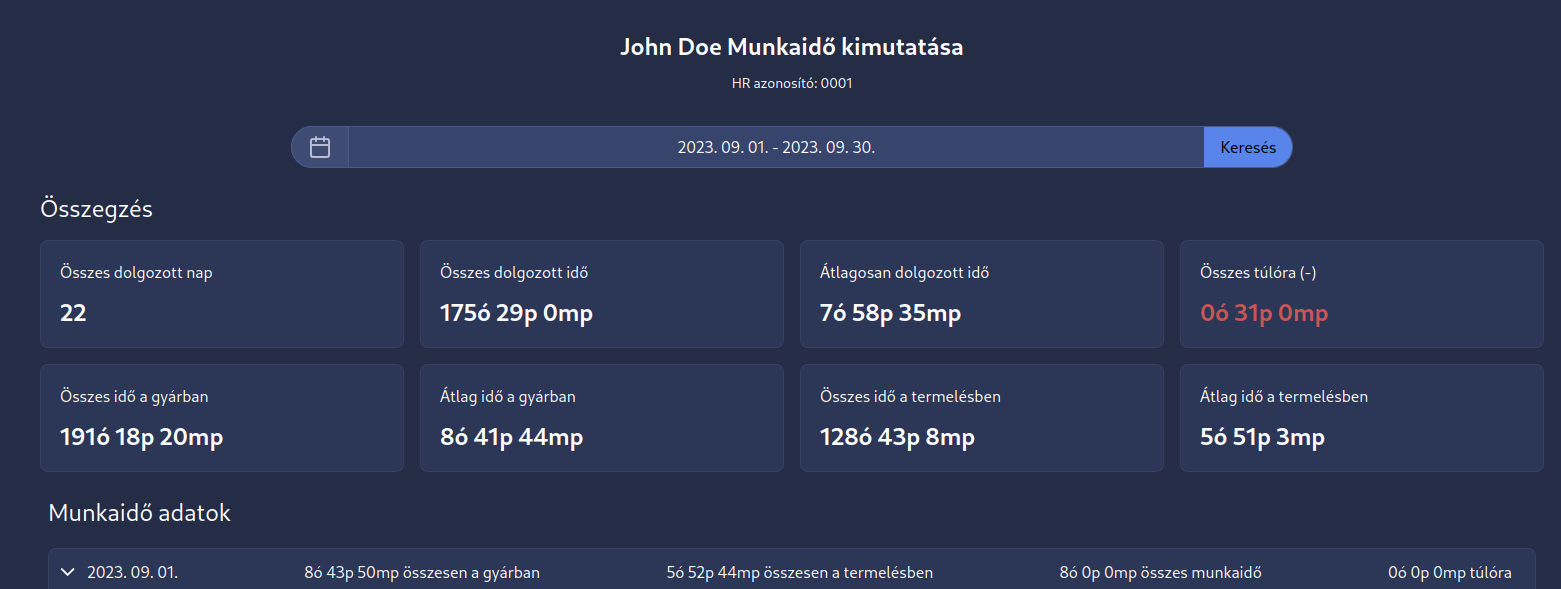 John Doe Munkaidő kimutatása
HR azonosító: 0001
2023. 09. 01. - 2023. 09. 30.
Keresés
Összegzés
Összes dolgozott nap
22
Összes dolgozott idő
175ó 29p 0mp
Átlagosan dolgozott idő
7ó 58p 35mp
Összes túlóra (-)
0ó 31p 0mp
Összes idő a gyárban
191ó 18p 20mp
Átlag idő a gyárban
8ó 41p 44mp
Összes idő a termelésben
128ó 43p 8mp
Átlag idő a termelésben
5ó 51p 3mp
Munkaidő adatok
2023. 09. 01. 8ó 43p 50mp összesen a gyárban 5ó 52p 44mp összesen a termelésben 8ó 0p 0mp összes munkaidő 0ó 0p 0mp túlóra